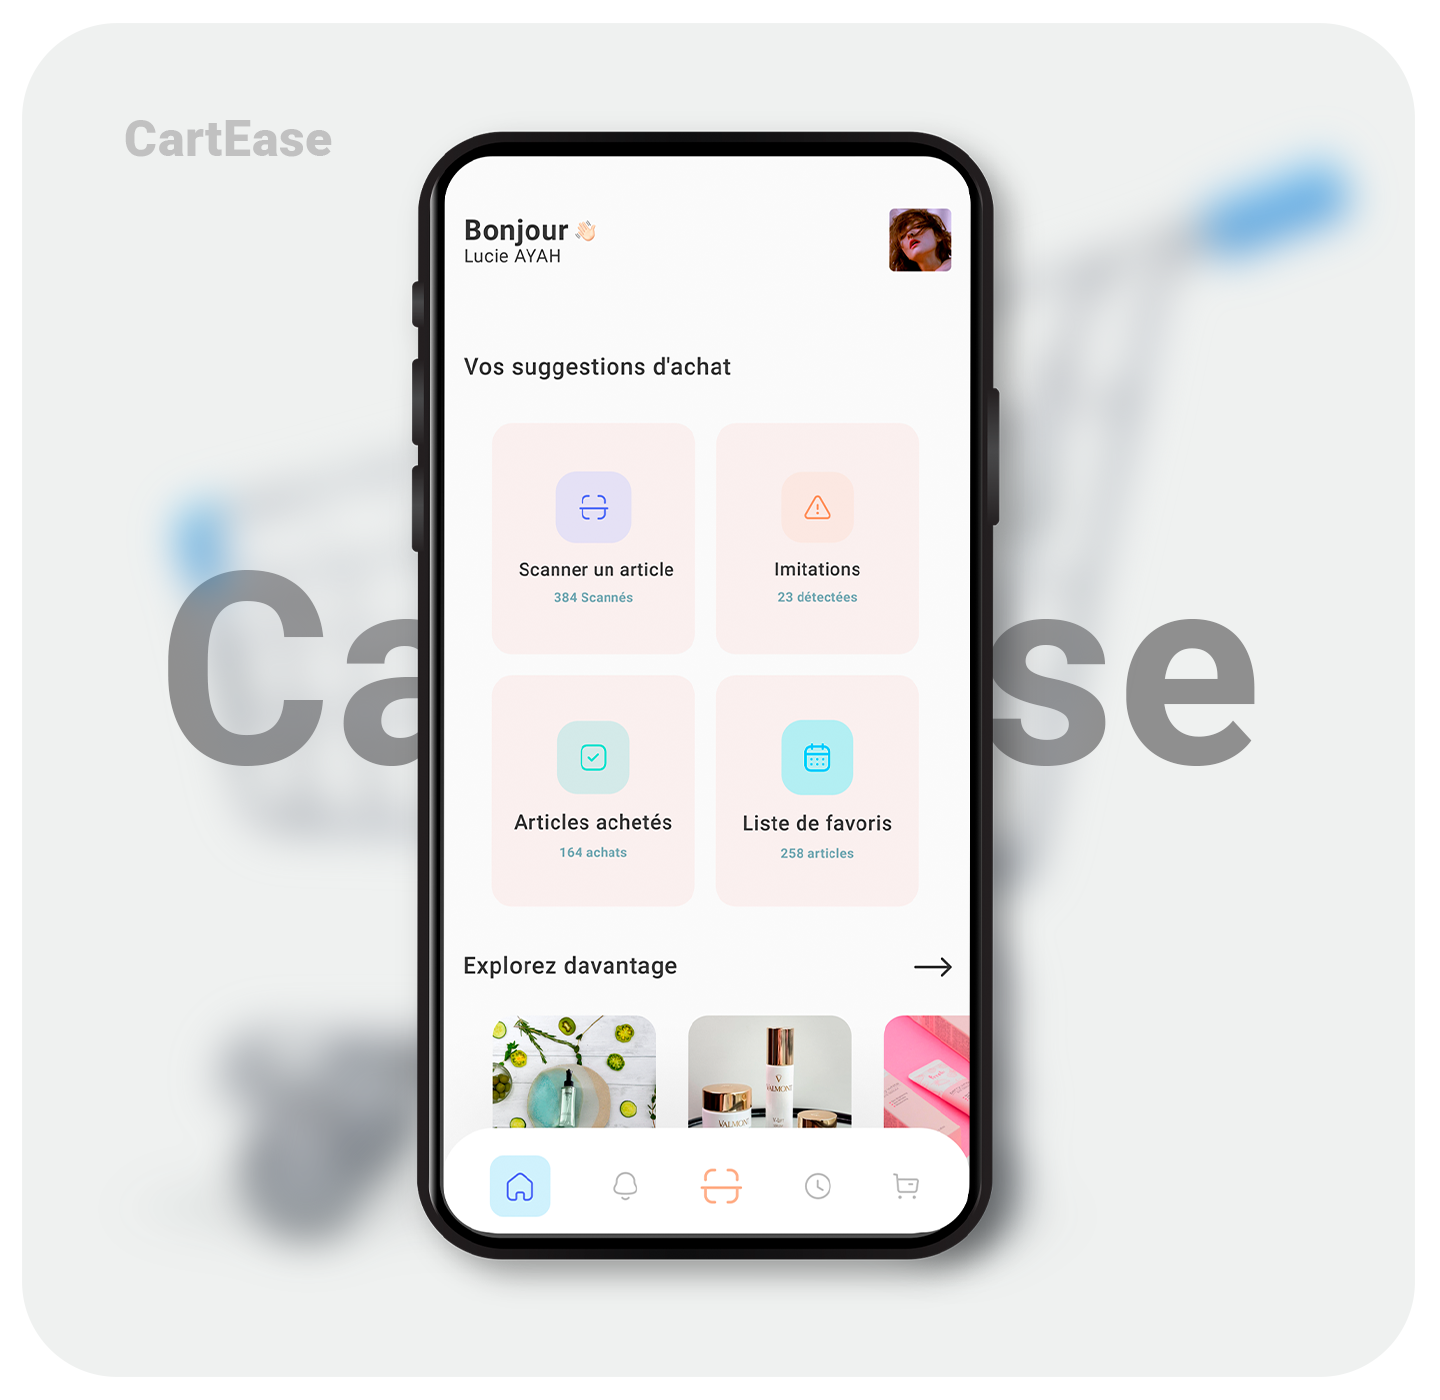 CartEase
Bonjour 👋🏻
Lucie AYAH
Vos suggestions d'achat
Scanner un article
384 Scannés
Imitations
23 détectées
Ca se
Articles achetés
164 achats
Liste de favoris
258 articles
Explorez davantage
VALMONT
VALMONT